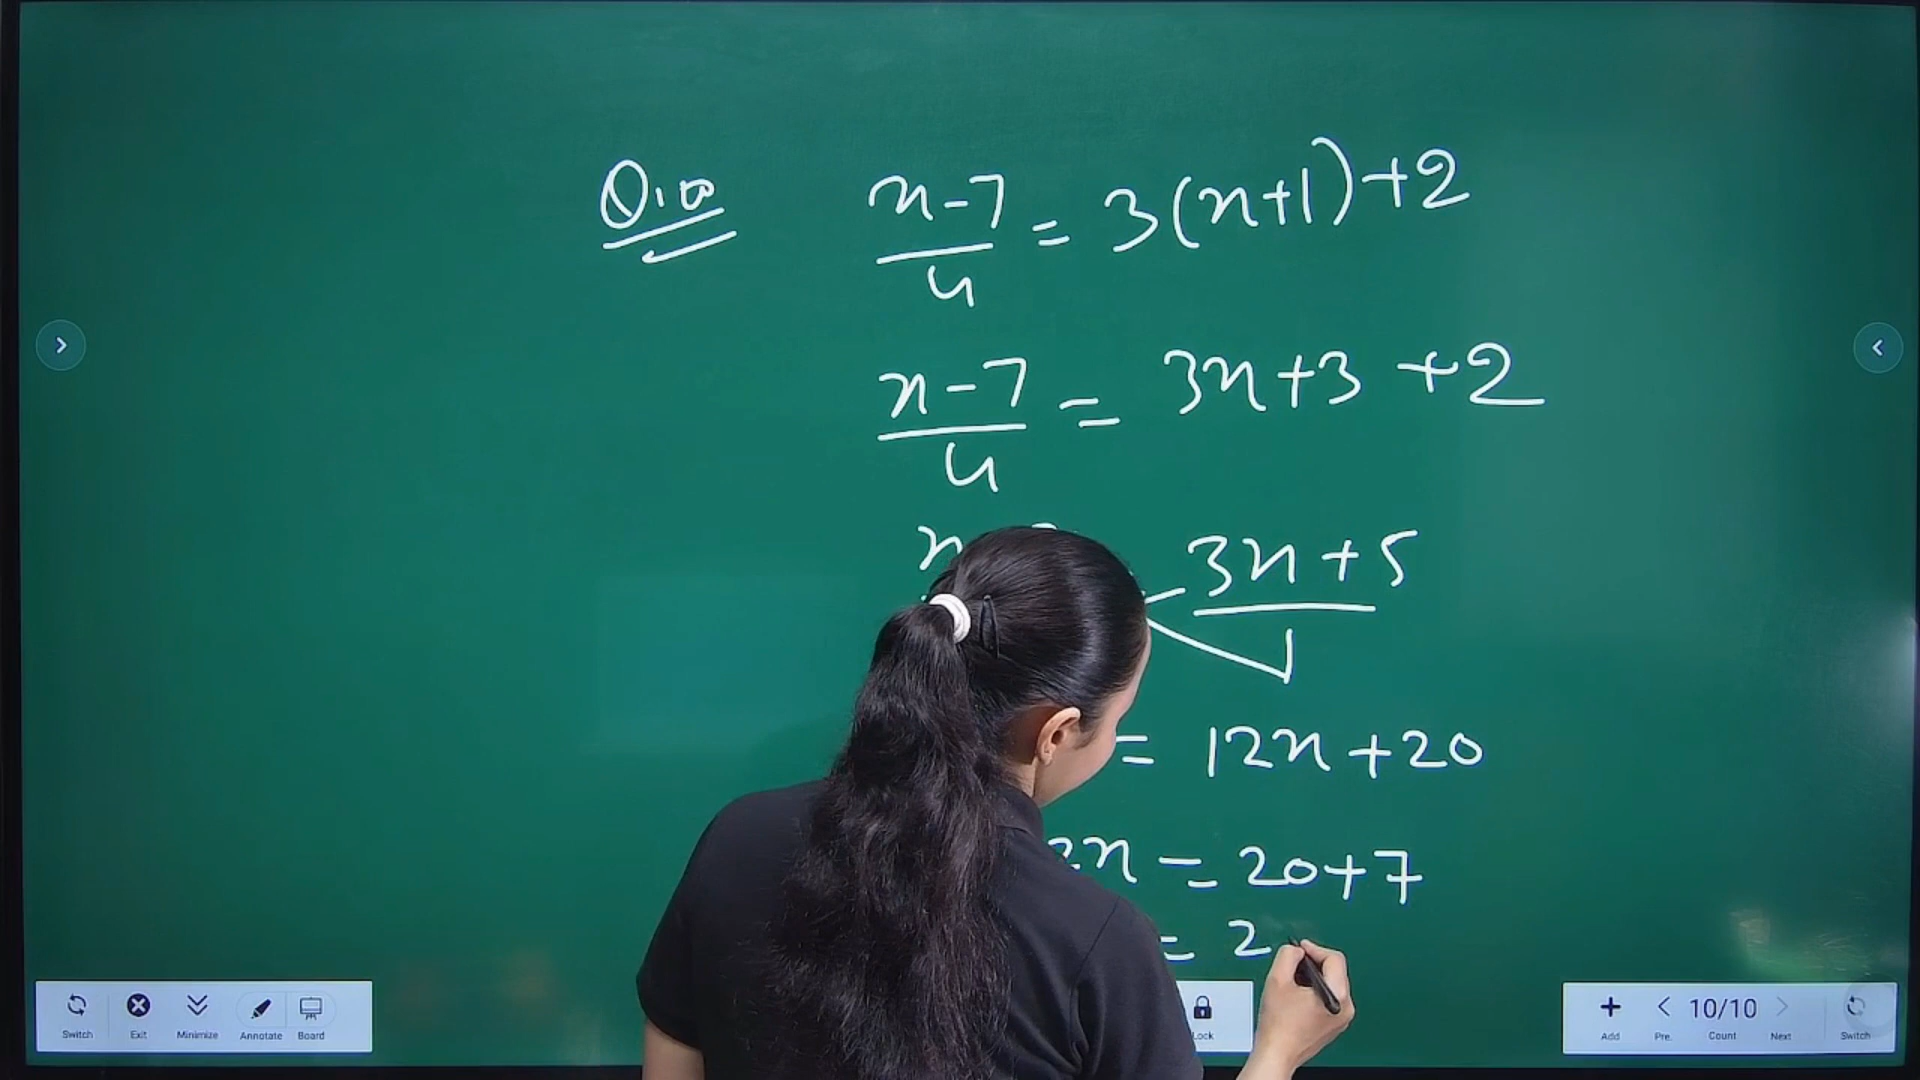 Q.10
x-7/4 = 3(x+1)+2
x-7/4 = 3x+3+2
3x+5/1
= 12x+20
2x = 20+7
= 2
Switch Exit Minimize Annotate Board
Lock
10/10
Add Pre. Count Next Switch